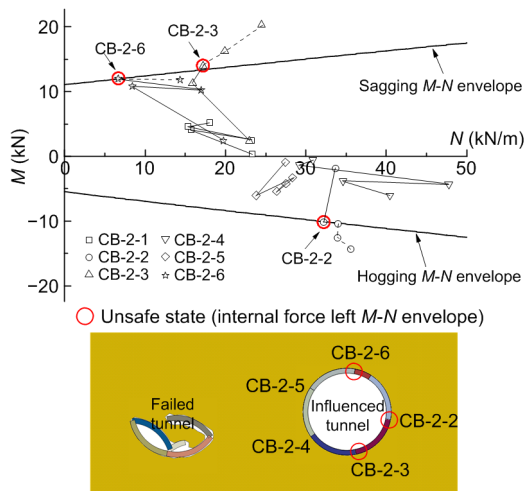 20
10
0
−10
−20
M (kN)
0
10
20
30
40
50
N (kN/m)
CB-2-3
CB-2-6
Sagging M-N envelope
CB-2-2
Hogging M-N envelope
CB-2-1
CB-2-2
CB-2-3
CB-2-4
CB-2-5
CB-2-6
Unsafe state (internal force left M-N envelope)
CB-2-6
CB-2-5
Failed
tunnel
Influenced
tunnel
CB-2-2
CB-2-4
CB-2-3